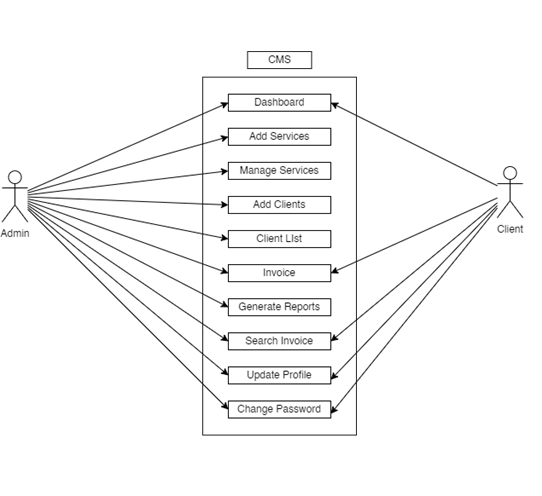 CMS
Dashboard
Add Services
Manage Services
Add Clients
Client LIst
Invoice
Generate Reports
Search Invoice
Update Profile
Change Password
Admin
Client